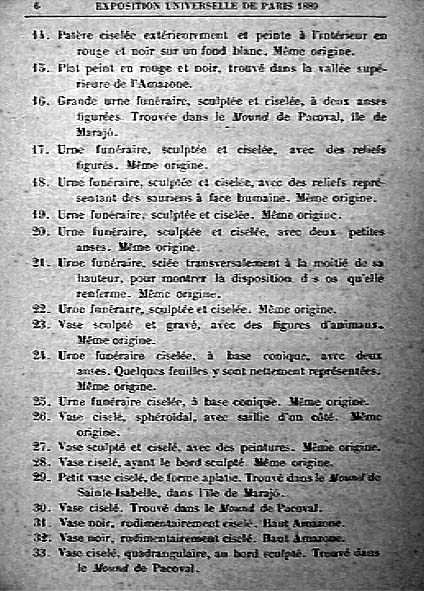 6 EXPOSITION UNIVERSELLE DE PARIS 1889
14. Patère ciselée extérieurement et peinte à l'intérieur en
rouge et noir sur un fond blanc. Même origine.
15. Plat peint en rouge et noir, trouvé dans la vallée supé-
rieure de l'Amazone.
16. Grande urne funéraire, sculptée et ciselée, à deux anses
figurées. Trouvée dans le Mound de Pacoval, île de
Marajó.
17. Urne funéraire, sculptée et ciselée, avec des reliefs
figurés. Même origine.
18. Urne funéraire, sculptée et ciselée, avec des reliefs repré-
sentant des sauriens à face humaine. Même origine.
19. Urne funéraire, sculptée et ciselée. Même origine.
20. Urne funéraire, sculptée et ciselée, avec deux petites
anses. Même origine.
21. Urne funéraire, sciée transversalement à la moitié de sa
hauteur, pour montrer la disposition d s os qu'elle
renferme. Même origine.
22. Urne funéraire, sculptée et ciselée. Même origine.
23. Vase sculpté et gravé, avec des figures d'animaux.
Même origine.
24. Urne funéraire ciselée, à base conique, avec deux
anses. Quelques feuilles y sont nettement représentées.
Même origine.
25. Urne funéraire ciselée, à base conique. Même origine.
26. Vase ciselé, sphéroïdal, avec saillie d'un côté. Même
origine.
27. Vase sculpté et ciselé, avec des peintures. Même origine.
28. Vase ciselé, ayant le bord sculpté. Même origine.
29. Petit vase ciselé, de forme aplatie. Trouvé dans le Mound de
Sainte-Isabelle, dans l'île de Marajó.
30. Vase ciselé. Trouvé dans le Mound de Pacoval.
31. Vase noir, rudimentairement ciselé. Haut Amazone.
32. Vase noir, rudimentairement ciselé. Haut Amazone.
33. Vase ciselé, quadrangulaire, au bord sculpté. Trouvé dans
le Mound de Pacoval.